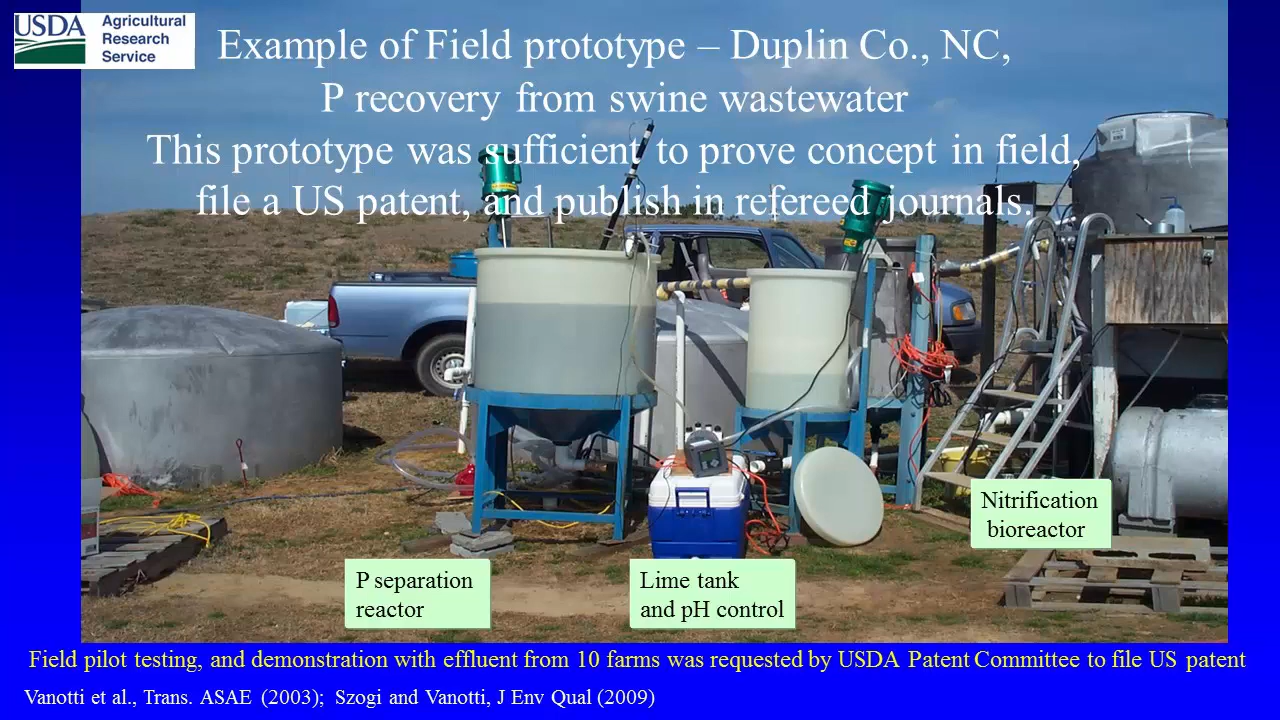 USDA
Agricultural
Research
Service
Example of Field prototype – Duplin Co., NC,
P recovery from swine wastewater
This prototype was sufficient to prove concept in field,
file a US patent, and publish in refereed journals.
Nitrification
bioreactor
P separation
reactor
Lime tank
and pH control
Field pilot testing, and demonstration with effluent from 10 farms was requested by USDA Patent Committee to file US patent
Vanotti et al., Trans. ASAE (2003); Szogi and Vanotti, J Env Qual (2009)